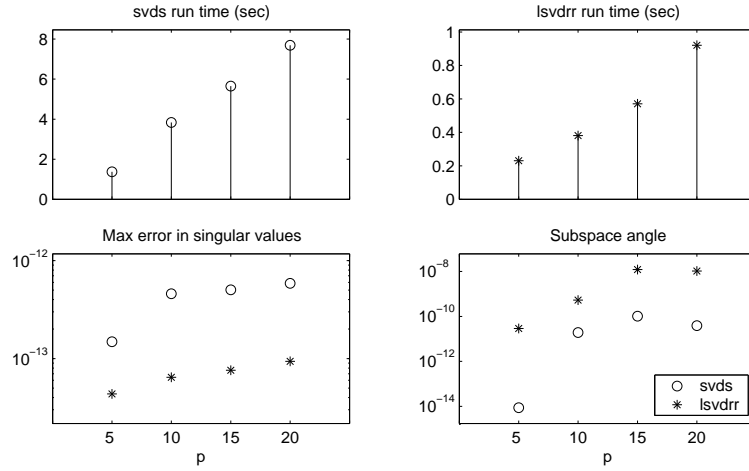 svds run time (sec)
8
6
4
2
0
lsvdrr run time (sec)
1
0.8
0.6
0.4
0.2
0
Max error in singular values
10−12
10−13
5 10 15 20
p
Subspace angle
10−8
10−10
10−12
10−14
svds
lsvdrr
5 10 15 20
p